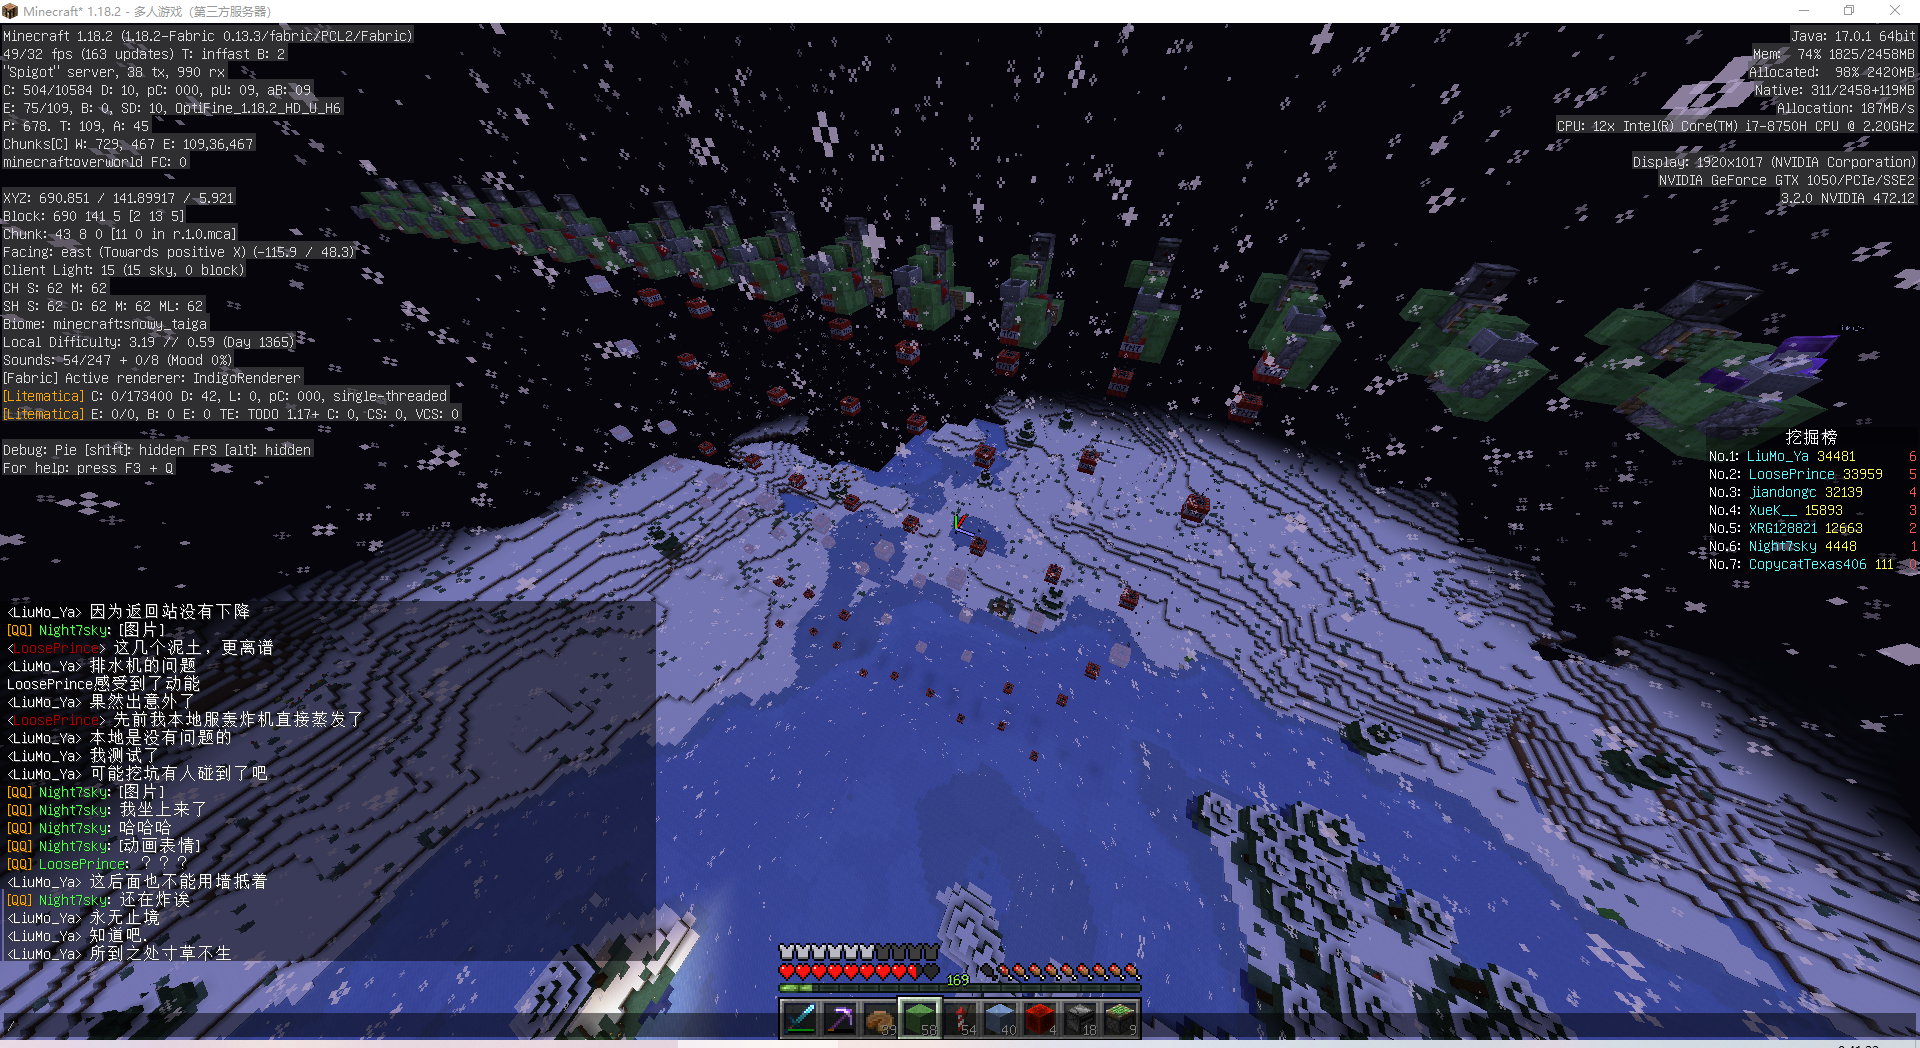 Minecraft* 1.18.2 - 多人游戏（第三方服务器）
Minecraft 1.18.2 (1.18.2-Fabric 0.13.3/fabric/PCL2/Fabric)
49/32 fps (163 updates) T: inffast B: 2
"Spigot" server, 38 tx, 990 rx
C: 504/10584 D: 10, pC: 000, pU: 09, aB: 09
E: 75/109, B: 0, SD: 10, OptiFine_1.18.2_HD_U_H6
P: 678. T: 109, A: 45
Chunks[C] W: 729, 467 E: 109,36,467
minecraft:overworld FC: 0
XYZ: 690.851 / 141.89917 / 5.921
Block: 690 141 5 [2 13 5]
Chunk: 43 8 0 [11 0 in r.1.0.mca]
Facing: east (Towards positive X) (-115.9 / 48.3)
Client Light: 15 (15 sky, 0 block)
CH S: 62 M: 62
SH S: 62 O: 62 M: 62 ML: 62
Biome: minecraft:snowy_taiga
Local Difficulty: 3.19 // 0.59 (Day 1365)
Sounds: 54/247 + 0/8 (Mood 0%)
[Fabric] Active renderer: IndigoRenderer
[Litematica] C: 0/173400 D: 42, L: 0, pC: 000, single-threaded
[Litematica] E: 0/0, B: 0 E: 0 TE: TODO 1.17+ C: 0, CS: 0, VCS: 0
Debug: Pie [shift]: hidden FPS [alt]: hidden
For help: press F3 + Q
Java: 17.0.1 64bit
Mem: 74% 1825/2458MB
Allocated: 98% 2420MB
Native: 311/2458+119MB
Allocation: 187MB/s
CPU: 12x Intel(R) Core(TM) i7-8750H CPU @ 2.20GHz
Display: 1920x1017 (NVIDIA Corporation)
NVIDIA GeForce GTX 1050/PCIe/SSE2
3.2.0 NVIDIA 472.12
挖掘榜
No.1: LiuMo_Ya 34481 6
No.2: LoosePrince 33959 5
No.3: jiandongc 32139 4
No.4: XueK__ 15893 3
No.5: XRG128821 12663 2
No.6: Night7sky 4448 1
No.7: CopycatTexas406 111 0
<LiuMo_Ya> 因为返回站没有下降
[QQ] Night7sky: [图片]
<LoosePrince> 这几个泥土，更离谱
<LiuMo_Ya> 排水机的问题
LoosePrince感受到了动能
<LiuMo_Ya> 果然出意外了
<LoosePrince> 先前我本地服轰炸机直接蒸发了
<LiuMo_Ya> 本地是没有问题的
<LiuMo_Ya> 我测试了
<LiuMo_Ya> 可能挖坑有人碰到了吧
[QQ] Night7sky: [图片]
[QQ] Night7sky: 我坐上来了
[QQ] Night7sky: 哈哈哈
[QQ] Night7sky: [动画表情]
[QQ] LoosePrince: ？？？
<LiuMo_Ya> 这后面也不能用墙抵着
[QQ] Night7sky: 还在炸诶
<LiuMo_Ya> 永无止境
<LiuMo_Ya> 知道吧.
<LiuMo_Ya> 所到之处寸草不生
TNT
169
39 58 54 40 4 18 9
/